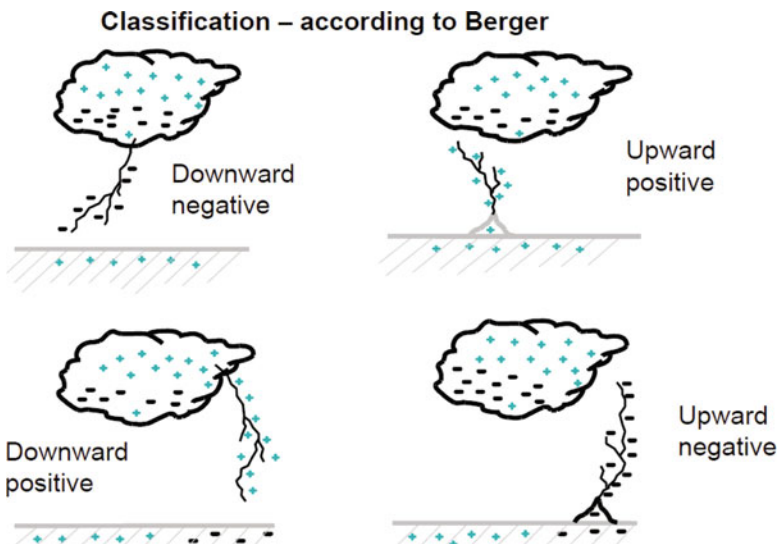 Classification – according to Berger
Downward
negative
Upward
positive
Downward
positive
Upward
negative